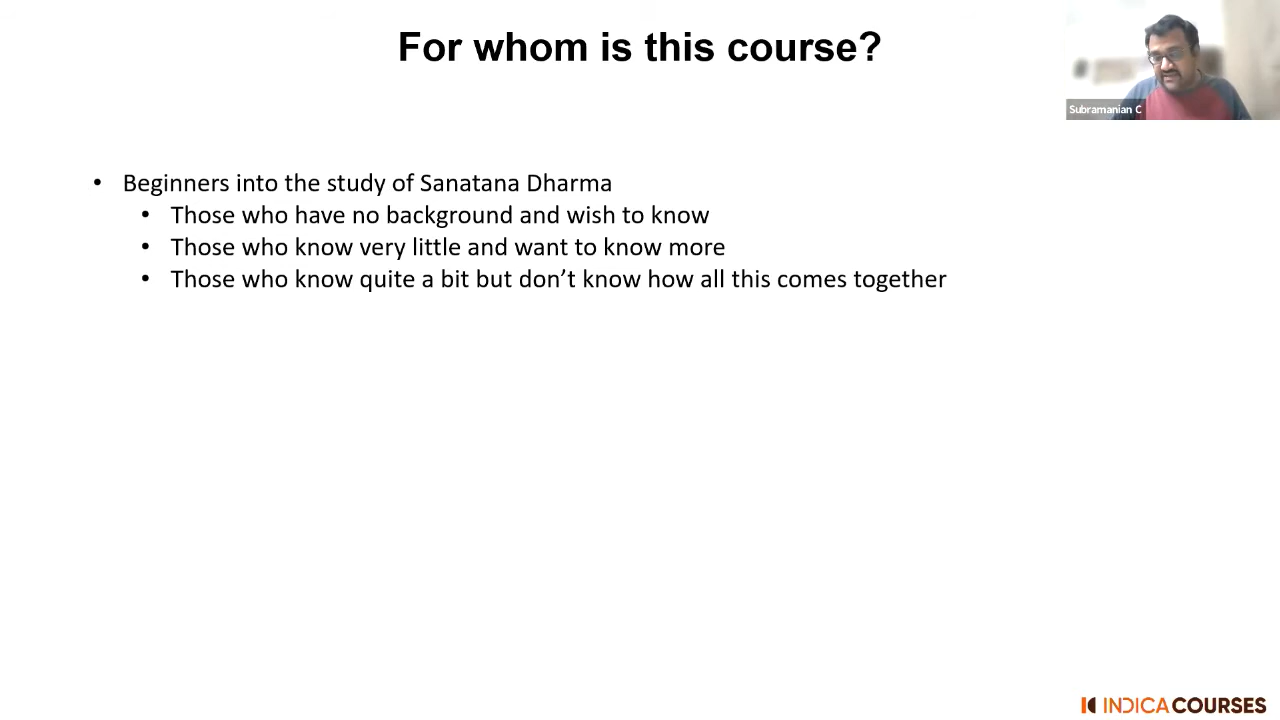 For whom is this course?
Subramanian C
• Beginners into the study of Sanatana Dharma
• Those who have no background and wish to know
• Those who know very little and want to know more
• Those who know quite a bit but don’t know how all this comes together
INDICA COURSES